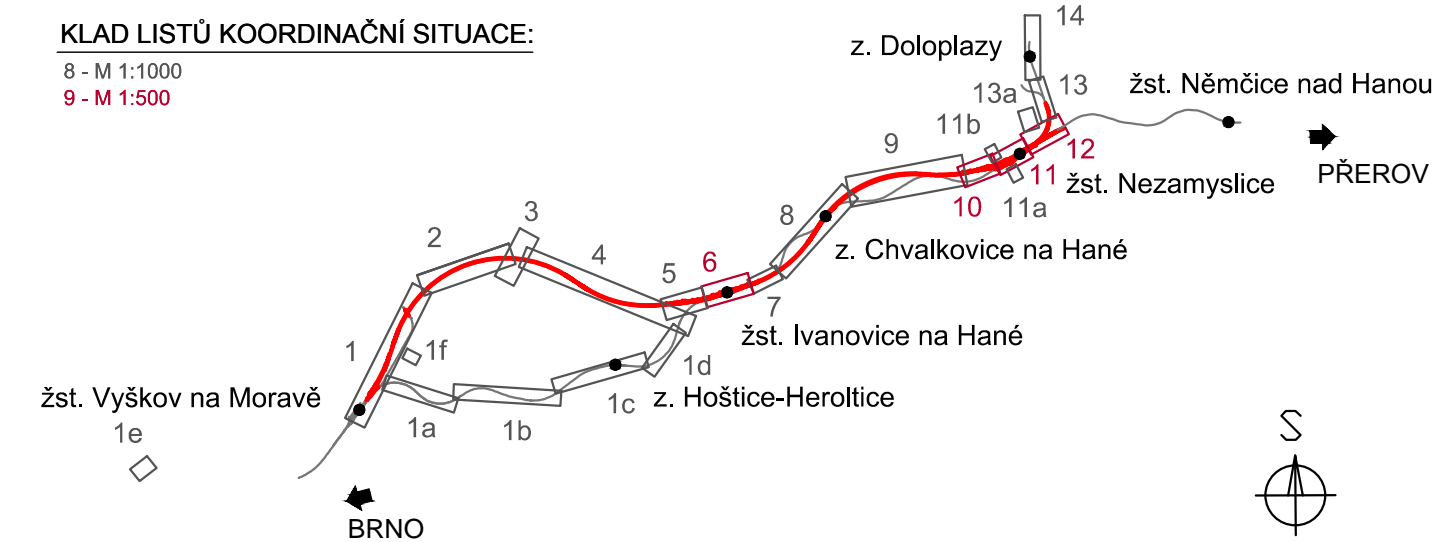 KLAD LISTŮ KOORDINAČNÍ SITUACE:
8 - M 1:1000
9 - M 1:500
14
z. Doloplazy
13
13a
žst. Němčice nad Hanou
11b
9
12
PŘEROV
11
žst. Nezamyslice
10
11a
3
2
8
4
z. Chvalkovice na Hané
5
6
7
žst. Ivanovice na Hané
1
1f
1d
žst. Vyškov na Moravě
1c
z. Hoštice-Heroltice
1a
1b
1e
S
BRNO